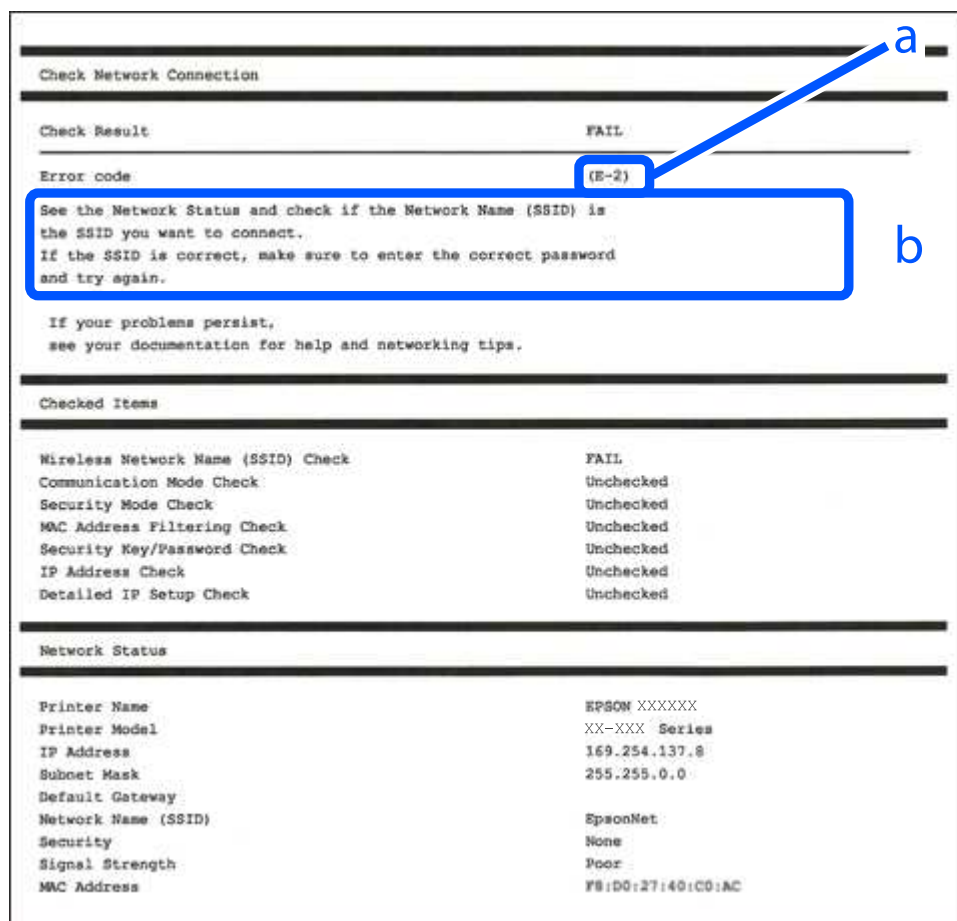 a
Check Network Connection
Check Result FAIL
Error code (E-2)
See the Network Status and check if the Network Name (SSID) is
the SSID you want to connect.
If the SSID is correct, make sure to enter the correct password
and try again.
b
If your problems persist,
see your documentation for help and networking tips.
Checked Items
Wireless Network Name (SSID) Check FAIL
Communication Mode Check Unchecked
Security Mode Check Unchecked
MAC Address Filtering Check Unchecked
Security Key/Password Check Unchecked
IP Address Check Unchecked
Detailed IP Setup Check Unchecked
Network Status
Printer Name EPSON XXXXXX
Printer Model XX-XXX Series
IP Address 169.254.137.8
Subnet Mask 255.255.0.0
Default Gateway
Network Name (SSID) EpsonNet
Security None
Signal Strength Poor
MAC Address F8:D0:27:40:C0:AC